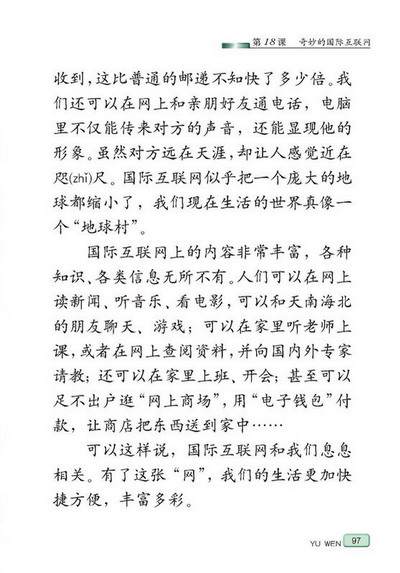 第18课 奇妙的国际互联网
收到，这比普通的邮递不知快了多少倍。我
们还可以在网上和亲朋好友通电话，电脑
里不仅能传来对方的声音，还能显现他的
形象。虽然对方远在天涯，却让人感觉近在
咫(zhǐ)尺。国际互联网似乎把一个庞大的地
球都缩小了，我们现在生活的世界真像一
个“地球村”。
国际互联网上的内容非常丰富，各种
知识、各类信息无所不有。人们可以在网上
读新闻、听音乐、看电影，可以和天南海北
的朋友聊天、游戏；可以在家里听老师上
课，或者在网上查阅资料，并向国内外专家
请教；还可以在家里上班、开会；甚至可以
足不出户逛“网上商场”，用“电子钱包”付
款，让商店把东西送到家中……
可以这样说，国际互联网和我们息息
相关。有了这张“网”，我们的生活更加快
捷方便，丰富多彩。
YU WEN 97